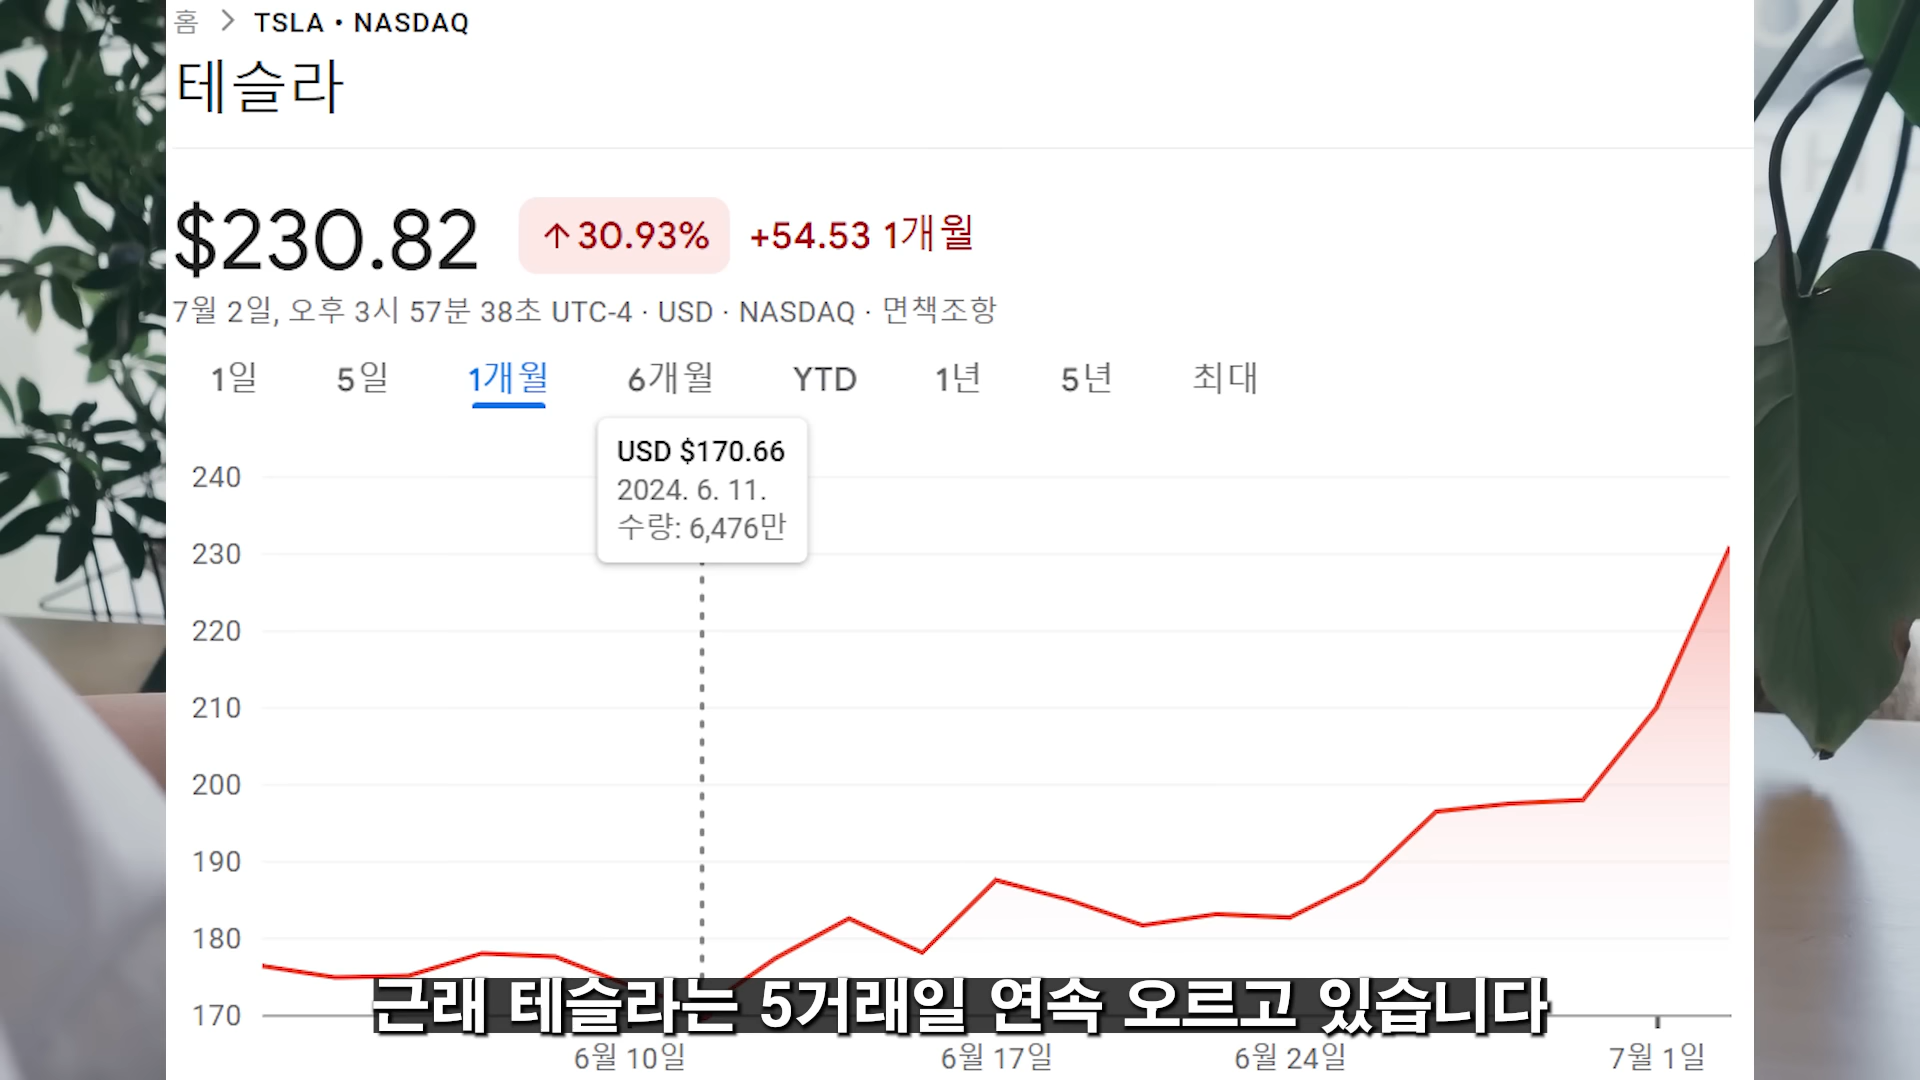 홈 > TSLA • NASDAQ
테슬라
$230.82 ↑30.93% +54.53 1개월
7월 2일, 오후 3시 57분 38초 UTC-4 · USD · NASDAQ · 면책조항
1일 5일 1개월 6개월 YTD 1년 5년 최대
USD $170.66
2024. 6. 11.
수량: 6,476만
240
230
220
210
200
190
180
170
근래 테슬라는 5거래일 연속 오르고 있습니다
6월 10일 6월 17일 6월 24일 7월 1일